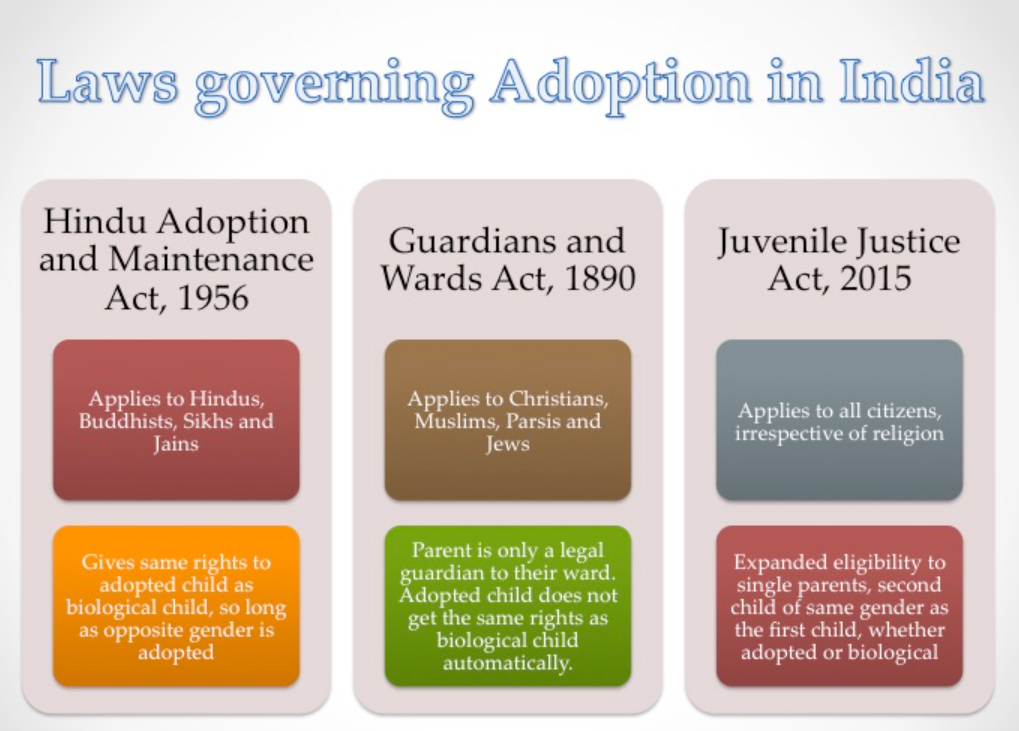 Laws governing Adoption in India
Hindu Adoption
and Maintenance
Act, 1956
Applies to Hindus,
Buddhists, Sikhs and
Jains
Gives same rights to
adopted child as
biological child, so long
as opposite gender is
adopted
Guardians and
Wards Act, 1890
Applies to Christians,
Muslims, Parsis and
Jews
Parent is only a legal
guardian to their ward.
Adopted child does not
get the same rights as
biological child
automatically.
Juvenile Justice
Act, 2015
Applies to all citizens,
irrespective of religion
Expanded eligibility to
single parents, second
child of same gender as
the first child, whether
adopted or biological